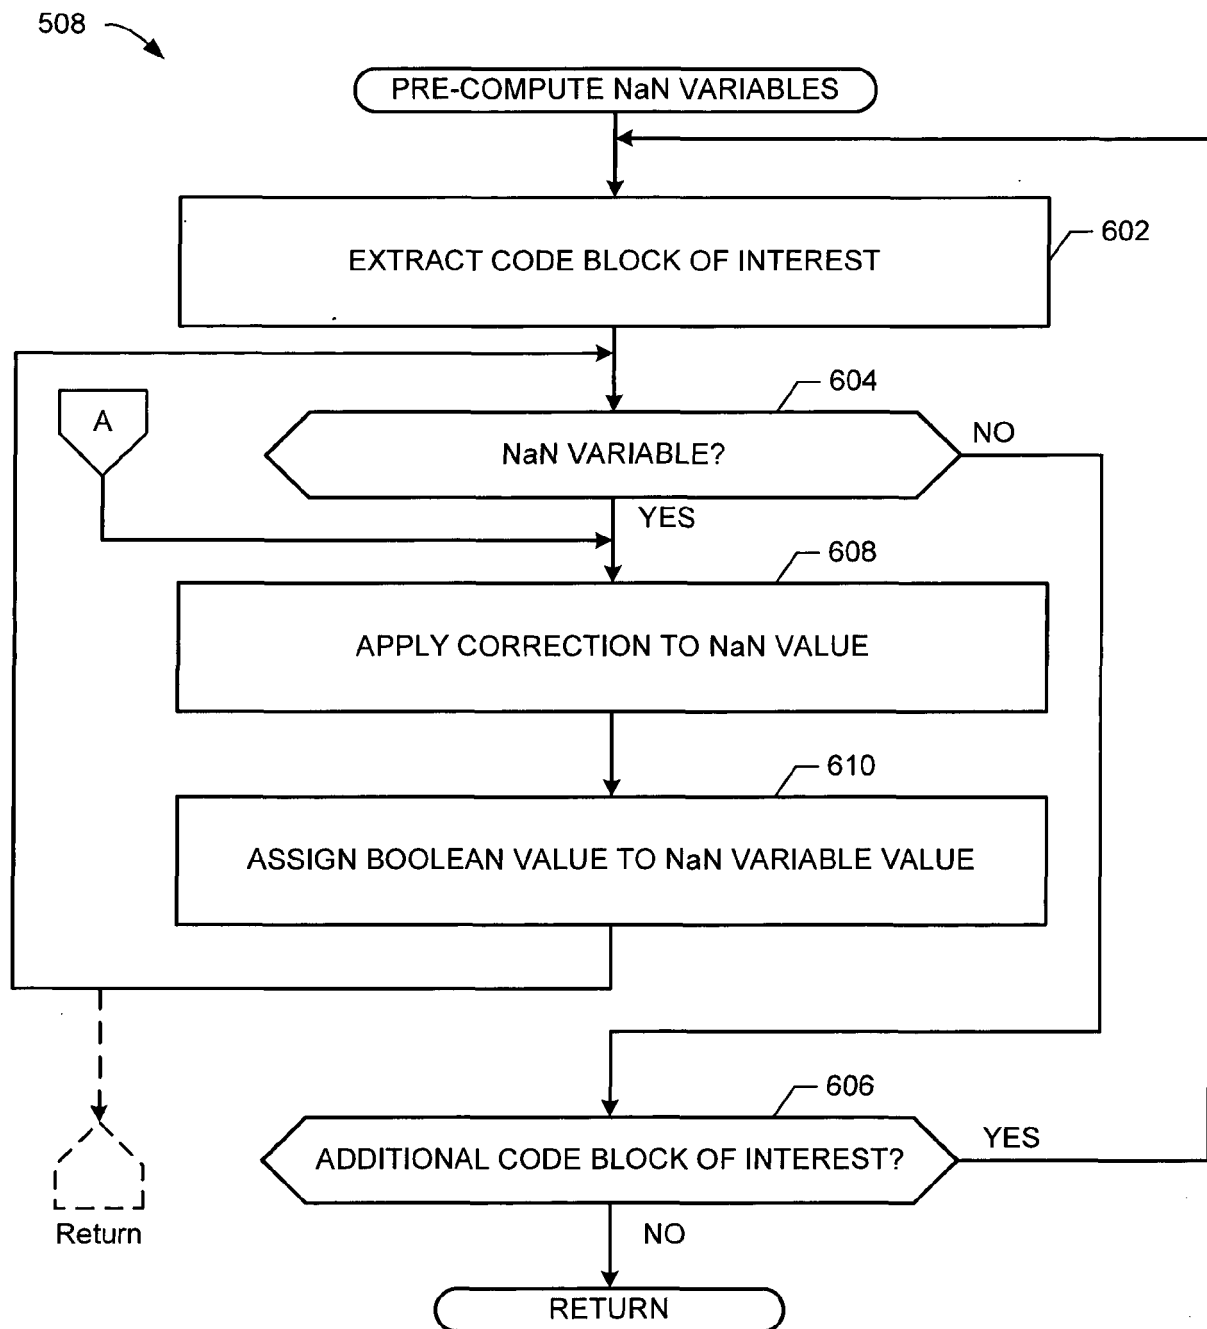 508
PRE-COMPUTE NaN VARIABLES
EXTRACT CODE BLOCK OF INTEREST
602
604
A
NaN VARIABLE?
NO
YES
608
APPLY CORRECTION TO NaN VALUE
610
ASSIGN BOOLEAN VALUE TO NaN VARIABLE VALUE
606
ADDITIONAL CODE BLOCK OF INTEREST?
YES
Return
NO
RETURN